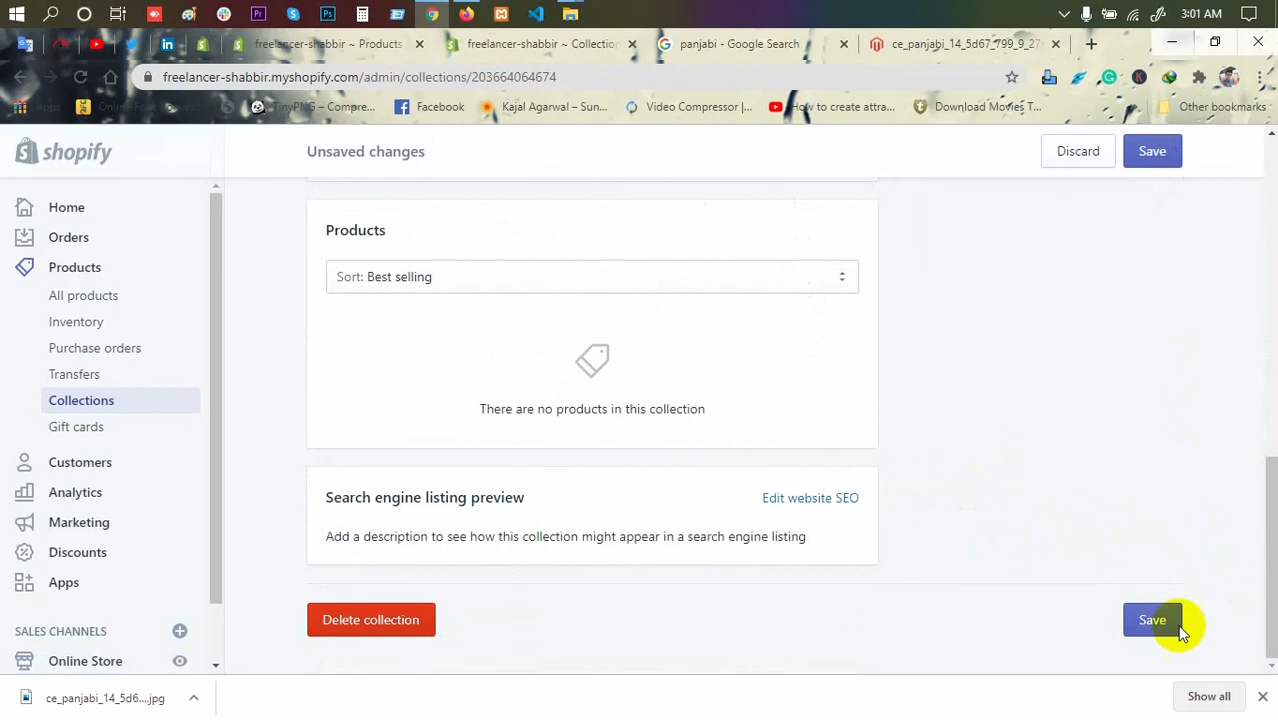 3:01 AM
freelancer-shabbir ~ Products
freelancer-shabbir ~ Collection
panjabi - Google Search
ce_panjabi_14_5d67_799_9_27
freelancer-shabbir.myshopify.com/admin/collections/203664064674
Apps
TinyPNG – Compre...
Facebook
Kajal Agarwal – Sun...
Video Compressor |...
How to create attra...
Download Movies T...
Other bookmarks
shopify
Unsaved changes
Discard
Save
Home
Orders
Products
All products
Inventory
Purchase orders
Transfers
Collections
Gift cards
Customers
Analytics
Marketing
Discounts
Apps
SALES CHANNELS
Online Store
Products
Sort: Best selling
There are no products in this collection
Search engine listing preview
Edit website SEO
Add a description to see how this collection might appear in a search engine listing
Delete collection
Save
ce_panjabi_14_5d6....jpg
Show all